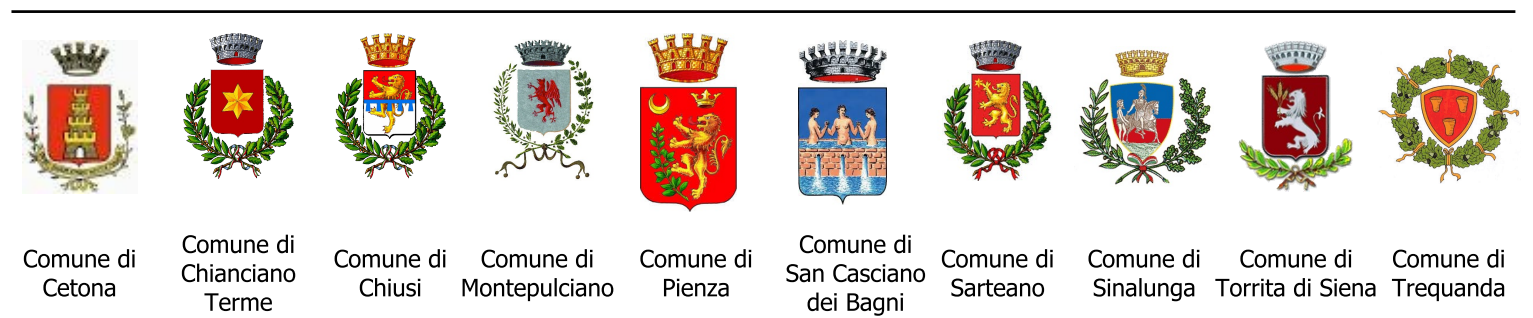 Comune di
Cetona
Comune di
Chianciano
Terme
Comune di
Chiusi
Comune di
Montepulciano
Comune di
Pienza
Comune di
San Casciano
dei Bagni
Comune di
Sarteano
Comune di
Sinalunga
Comune di
Torrita di Siena
Comune di
Trequanda